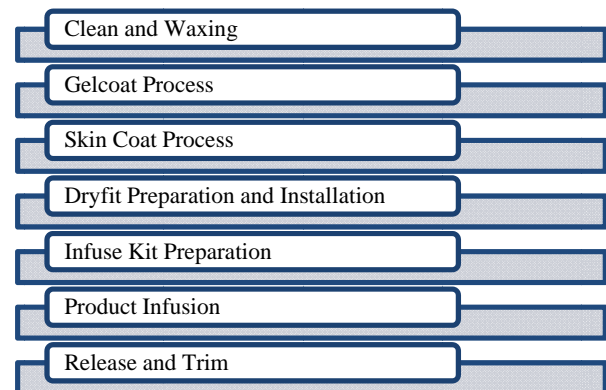 Clean and Waxing
Gelcoat Process
Skin Coat Process
Dryfit Preparation and Installation
Infuse Kit Preparation
Product Infusion
Release and Trim